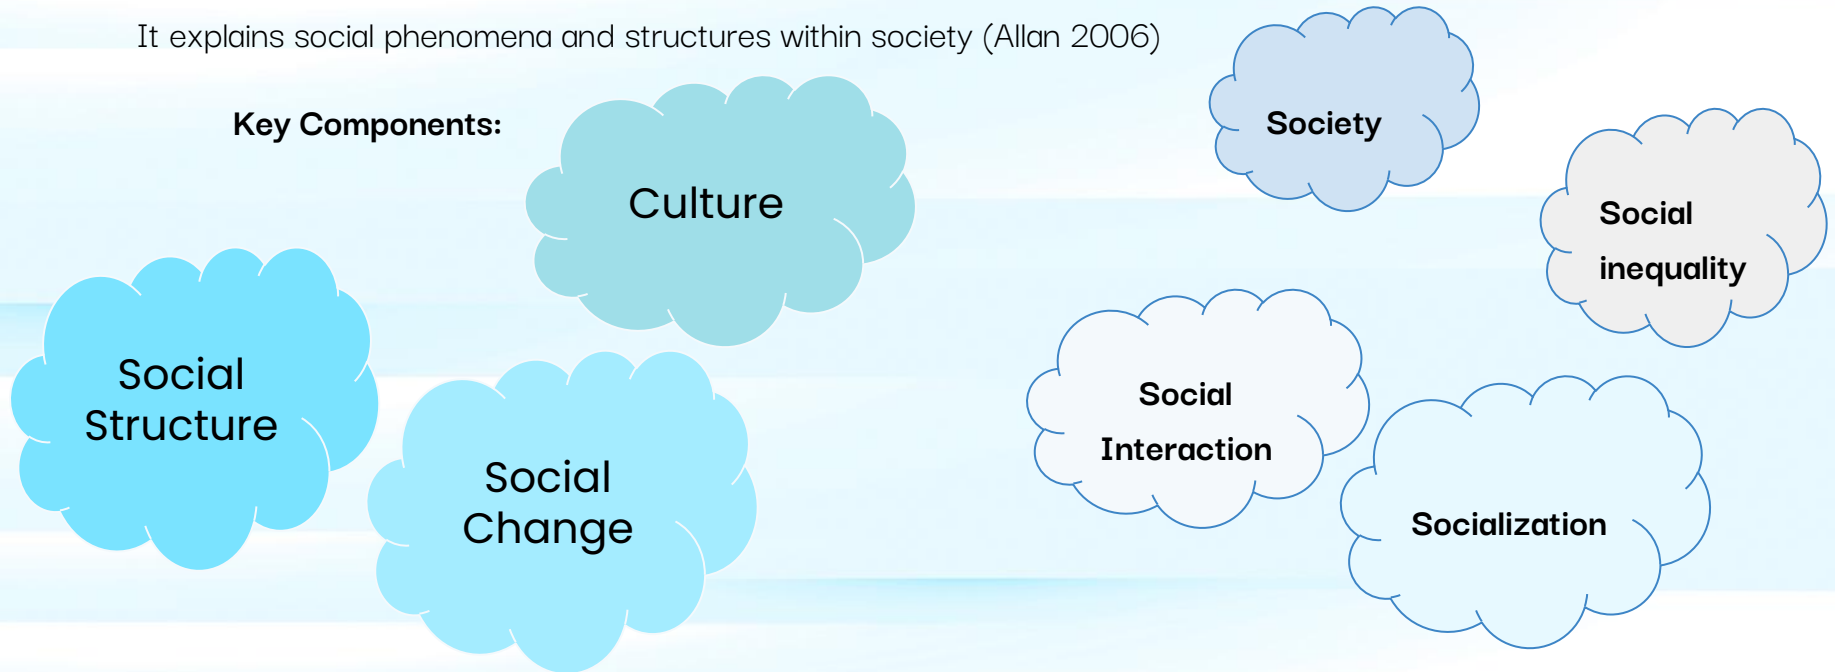 It explains social phenomena and structures within society (Allan 2006)
Key Components:
Culture
Social
Structure
Social
Change
Society
Social
inequality
Social
Interaction
Socialization